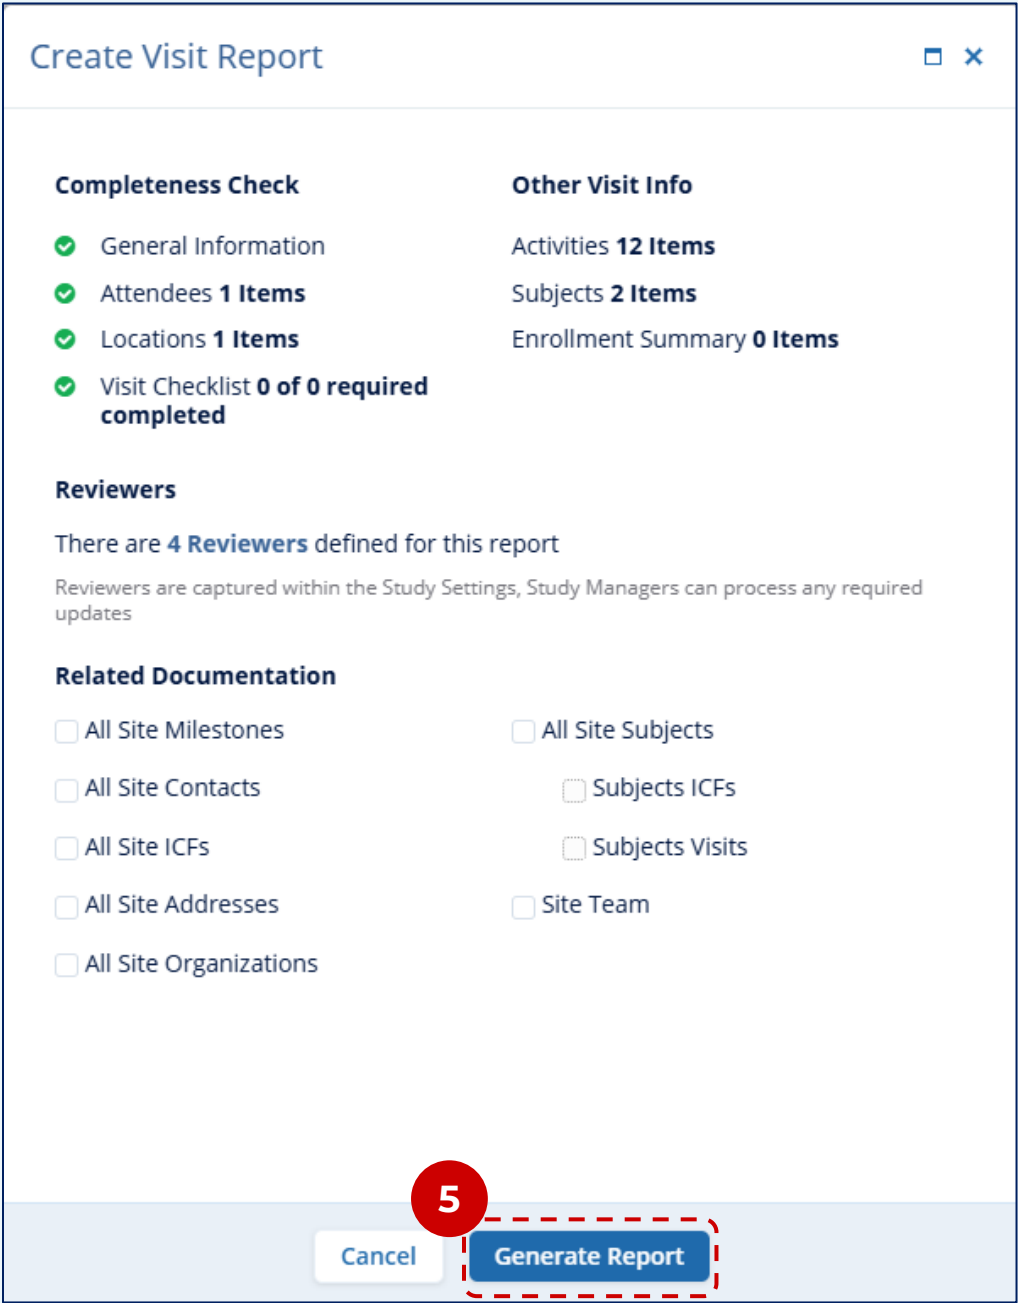 Create Visit Report
Completeness Check
General Information
Attendees 1 Items
Locations 1 Items
Visit Checklist 0 of 0 required
completed
Other Visit Info
Activities 12 Items
Subjects 2 Items
Enrollment Summary 0 Items
Reviewers
There are 4 Reviewers defined for this report
Reviewers are captured within the Study Settings, Study Managers can process any required
updates
Related Documentation
All Site Milestones
All Site Contacts
All Site ICFs
All Site Addresses
All Site Organizations
All Site Subjects
Subjects ICFs
Subjects Visits
Site Team
5
Cancel
Generate Report